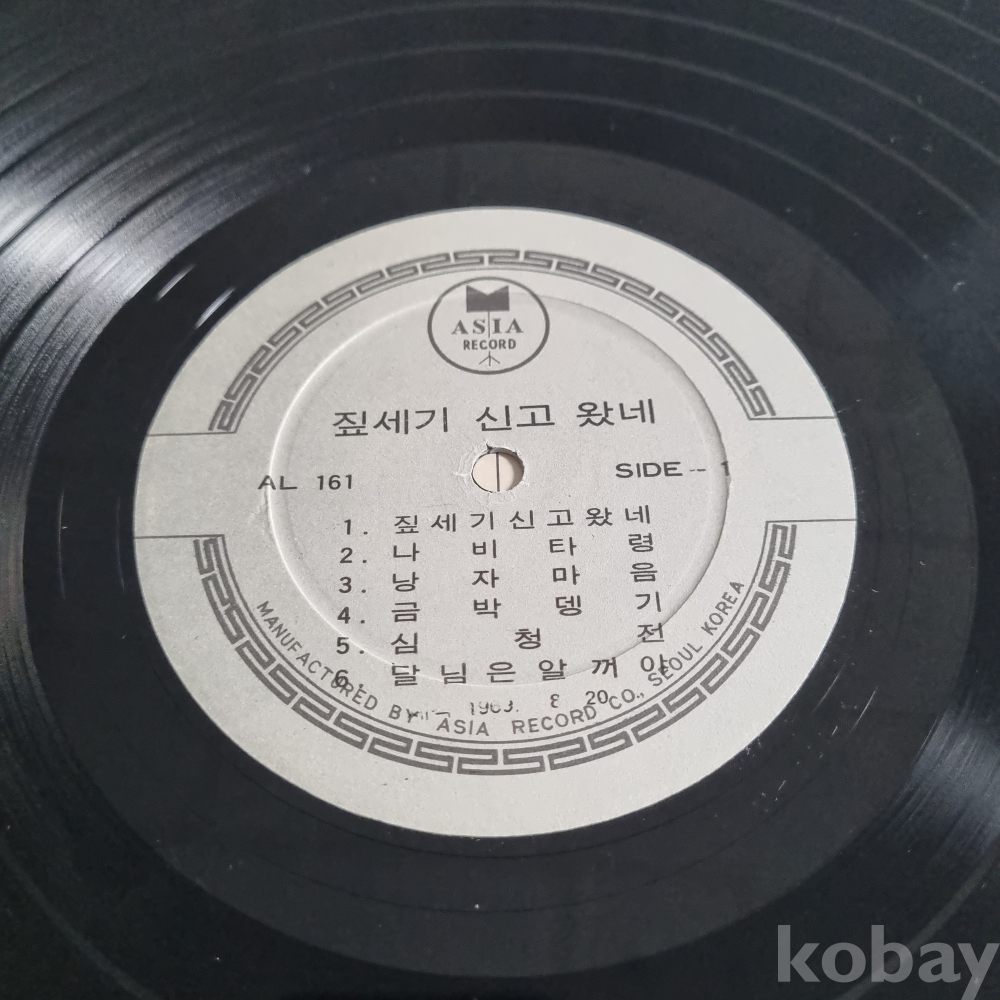 ASIA
RECORD
짚세기 신고 왔네
AL 161
SIDE -- 1
1. 짚세기신고왔네
2. 나비타령
3. 낭자마음
4. 금박뎅기
5. 심청전
6. 달님은알꺼야
8 20
MANUFACTURED BY ASIA RECORD CO., SEOUL KOREA
kobay